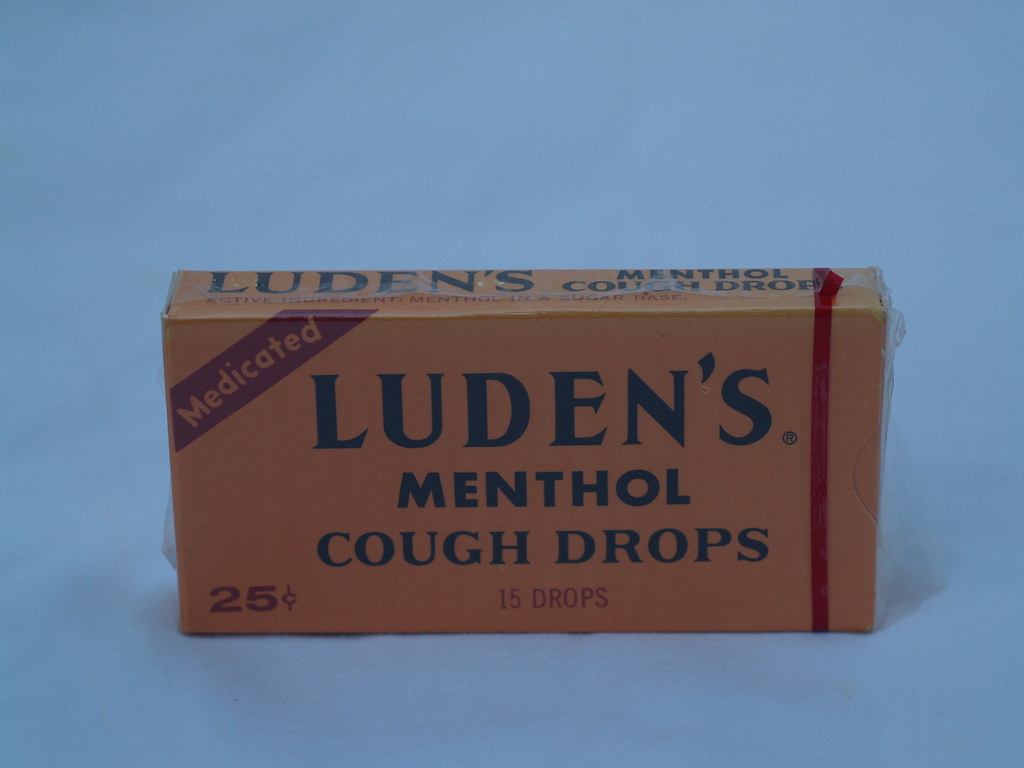 LUDEN'S MENTHOL
COUGH DROPS
ACTIVE INGREDIENT: MENTHOL IN A SUGAR BASE.
Medicated
LUDEN'S®
MENTHOL
COUGH DROPS
25¢ 15 DROPS